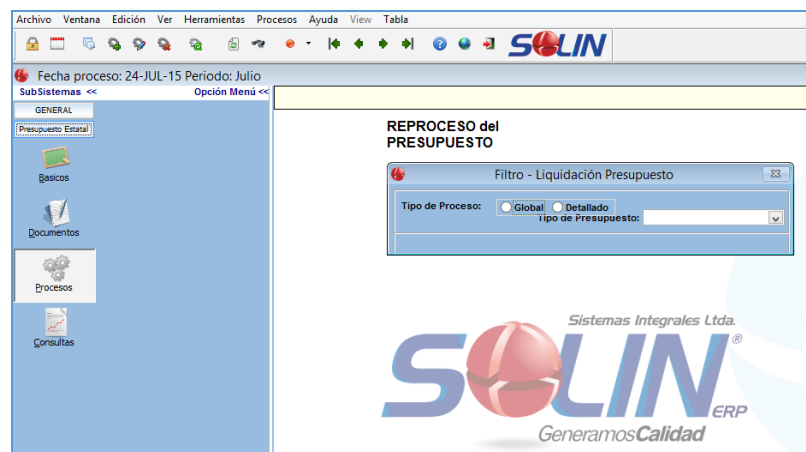 Archivo Ventana Edición Ver Herramientas Procesos Ayuda View Tabla
SOLIN
Fecha proceso: 24-JUL-15 Periodo: Julio
SubSistemas << Opción Menú <<
GENERAL
Presupuesto Estatal
Basicos
Documentos
Procesos
Consultas
REPROCESO del
PRESUPUESTO
Filtro - Liquidación Presupuesto
Tipo de Proceso: Global Detallado
Tipo de Presupuesto:
Sistemas Integrales Ltda.
SOLIN®
ERP
Generamos Calidad